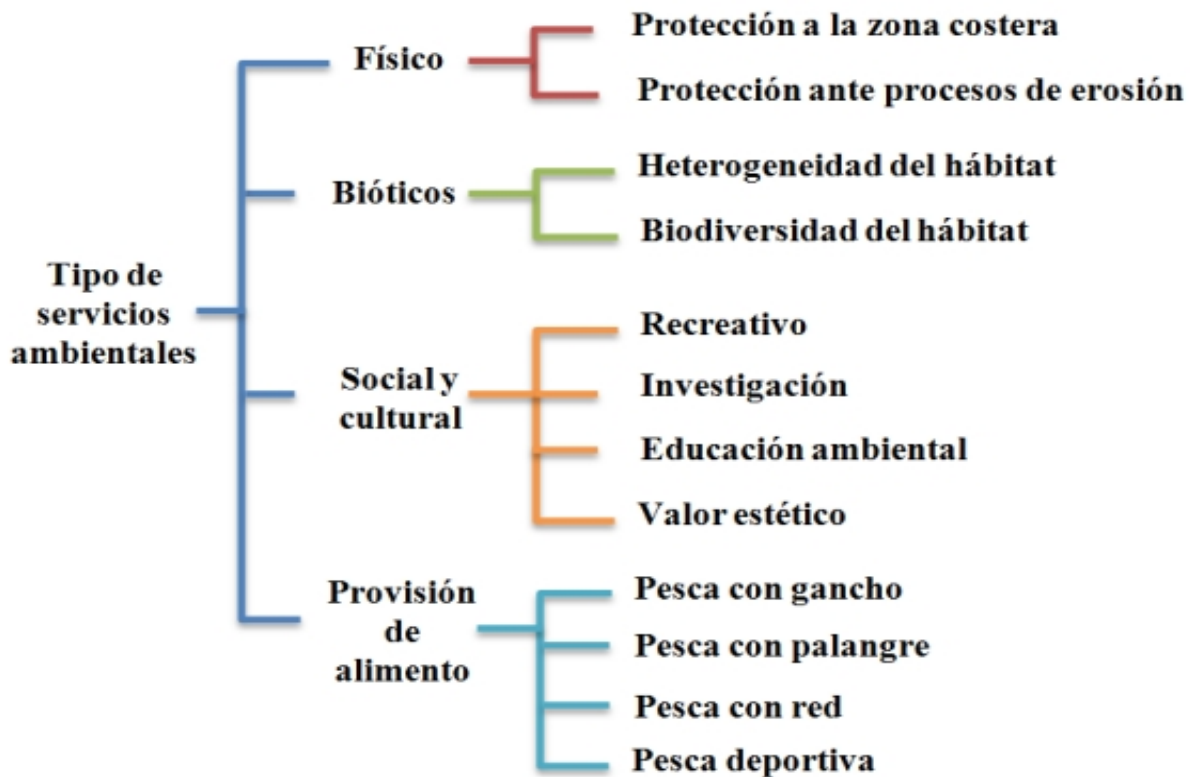 Tipo de
servicios
ambientales
Físico
Protección a la zona costera
Protección ante procesos de erosión
Bióticos
Heterogeneidad del hábitat
Biodiversidad del hábitat
Social y
cultural
Recreativo
Investigación
Educación ambiental
Valor estético
Provisión
de
alimento
Pesca con gancho
Pesca con palangre
Pesca con red
Pesca deportiva